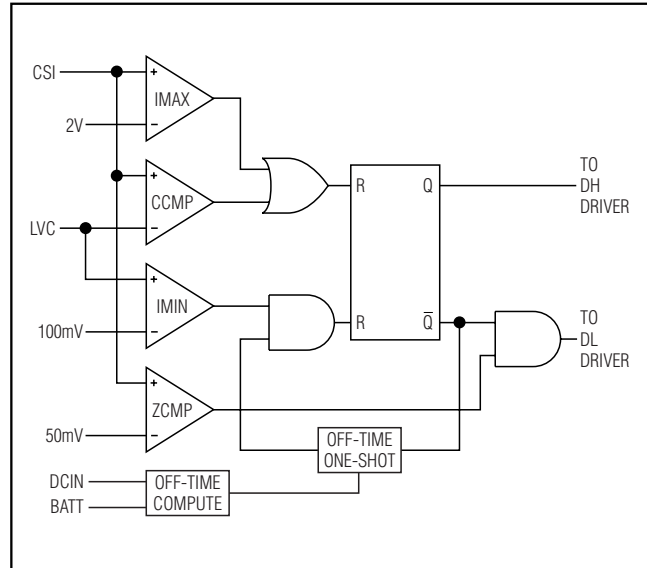 CSI
IMAX
2V
CCMP
LVC
IMIN
100mV
ZCMP
50mV
DCIN
BATT
OFF-TIME
COMPUTE
OFF-TIME
ONE-SHOT
R
Q
R
Q̅
TO
DH
DRIVER
TO
DL
DRIVER